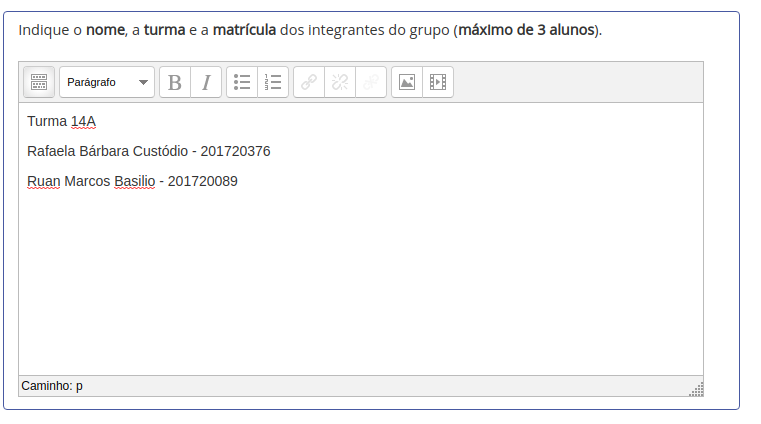 Indique o nome, a turma e a matrícula dos integrantes do grupo (máximo de 3 alunos).
Parágrafo B I
Turma 14A
Rafaela Bárbara Custódio - 201720376
Ruan Marcos Basilio - 201720089
Caminho: p